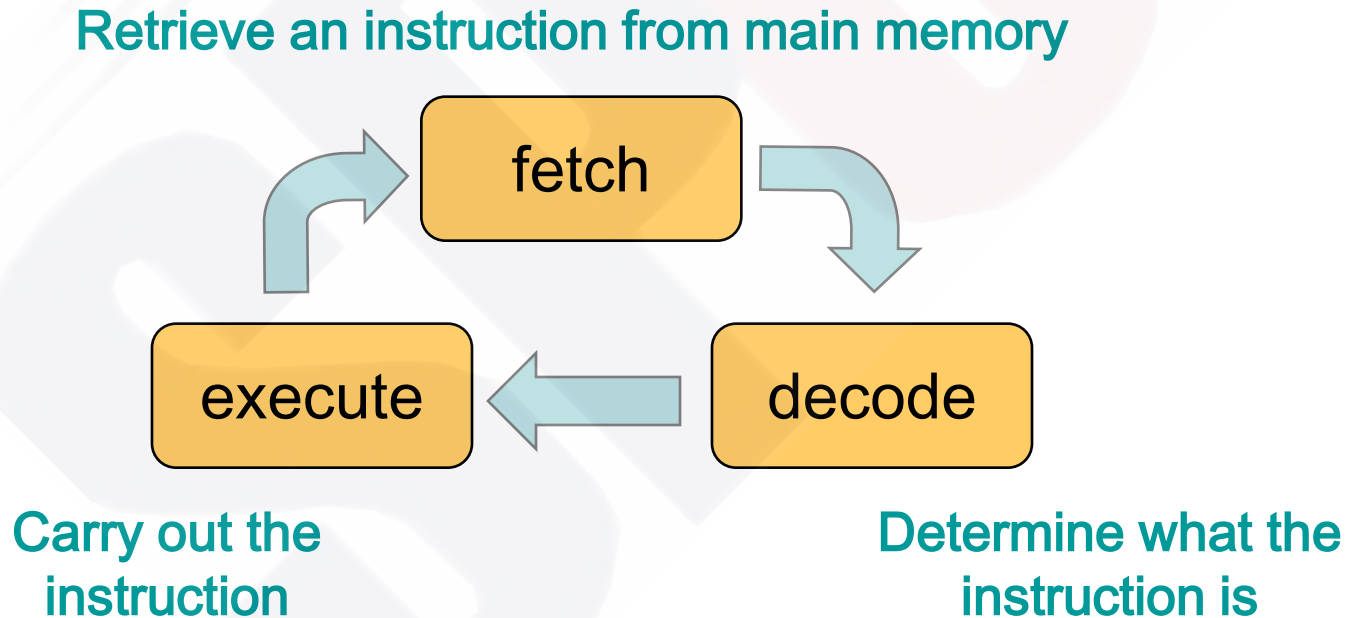 Retrieve an instruction from main memory
fetch
execute
decode
Carry out the
instruction
Determine what the
instruction is